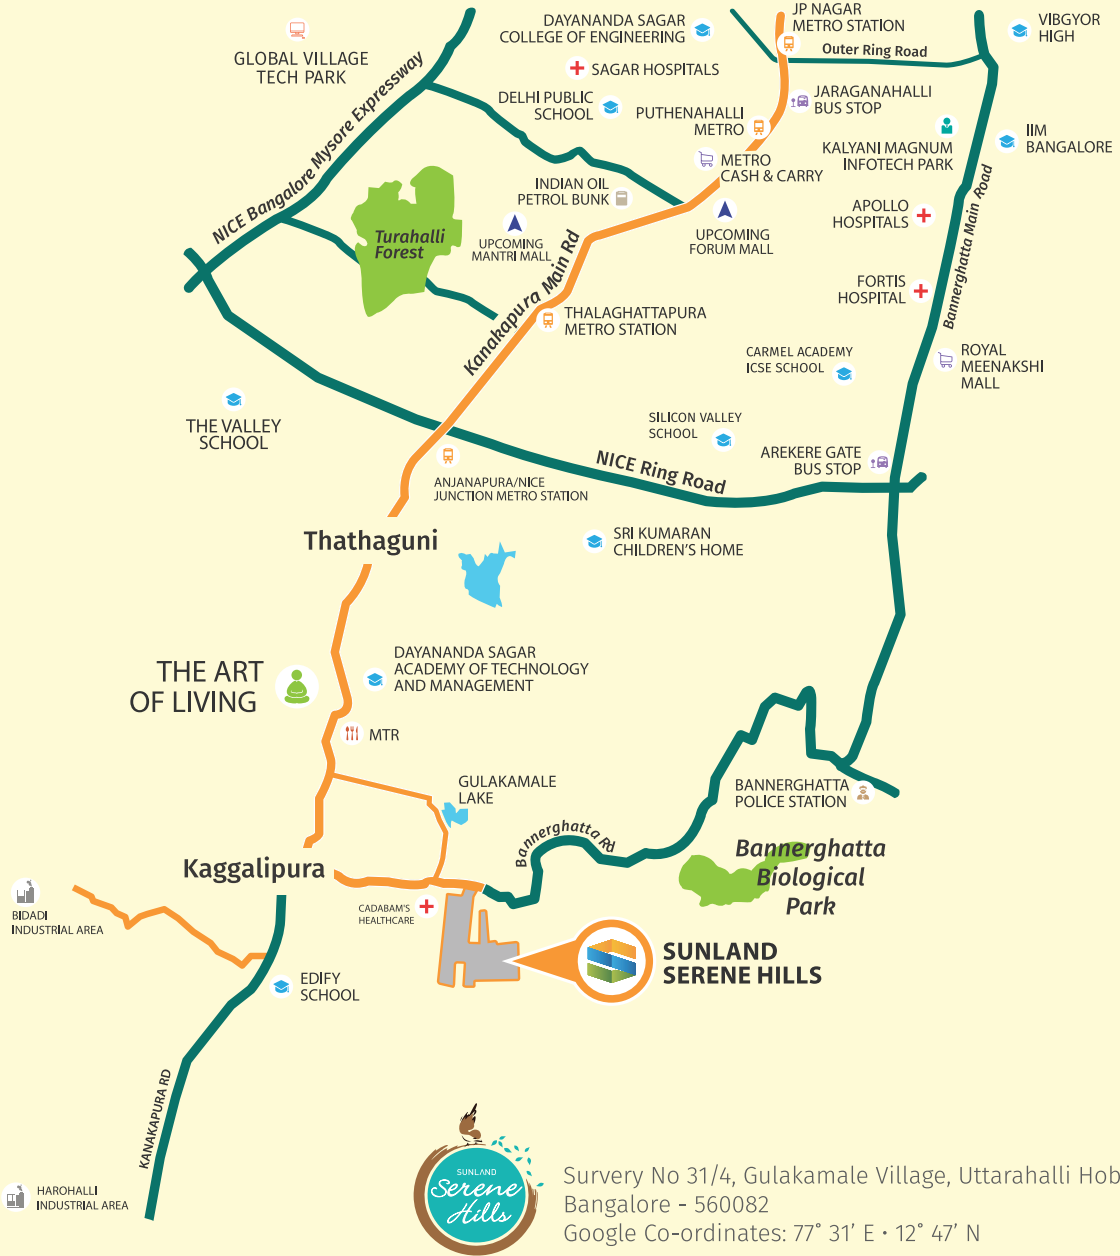 JP NAGAR
METRO STATION
DAYANANDA SAGAR
COLLEGE OF ENGINEERING
VIBGYOR
HIGH
Outer Ring Road
GLOBAL VILLAGE
TECH PARK
SAGAR HOSPITALS
JARAGANAHALLI
BUS STOP
DELHI PUBLIC
SCHOOL
PUTHENAHALLI
METRO
IIM
BANGALORE
KALYANI MAGNUM
INFOTECH PARK
NICE Bangalore Mysore Expressway
METRO
CASH & CARRY
INDIAN OIL
PETROL BUNK
APOLLO
HOSPITALS
Bannerghatta Main Road
Turahalli
Forest
UPCOMING
MANTRI MALL
UPCOMING
FORUM MALL
Kanakapura Main Rd
FORTIS
HOSPITAL
THALAGHATTAPURA
METRO STATION
CARMEL ACADEMY
ICSE SCHOOL
ROYAL
MEENAKSHI
MALL
THE VALLEY
SCHOOL
SILICON VALLEY
SCHOOL
AREKERE GATE
BUS STOP
NICE Ring Road
ANJANAPURA/NICE
JUNCTION METRO STATION
Thathaguni
SRI KUMARAN
CHILDREN'S HOME
THE ART
OF LIVING
DAYANANDA SAGAR
ACADEMY OF TECHNOLOGY
AND MANAGEMENT
MTR
GULAKAMALE
LAKE
BANNERGHATTA
POLICE STATION
Bannerghatta Rd
Bannerghatta
Biological
Park
Kaggalipura
BIDADI
INDUSTRIAL AREA
CADABAM'S
HEALTHCARE
SUNLAND
SERENE HILLS
EDIFY
SCHOOL
KANAKAPURA RD
HAROHALLI
INDUSTRIAL AREA
SUNLAND
Serene
Hills
Survery No 31/4, Gulakamale Village, Uttarahalli Hob
Bangalore - 560082
Google Co-ordinates: 77° 31' E • 12° 47' N